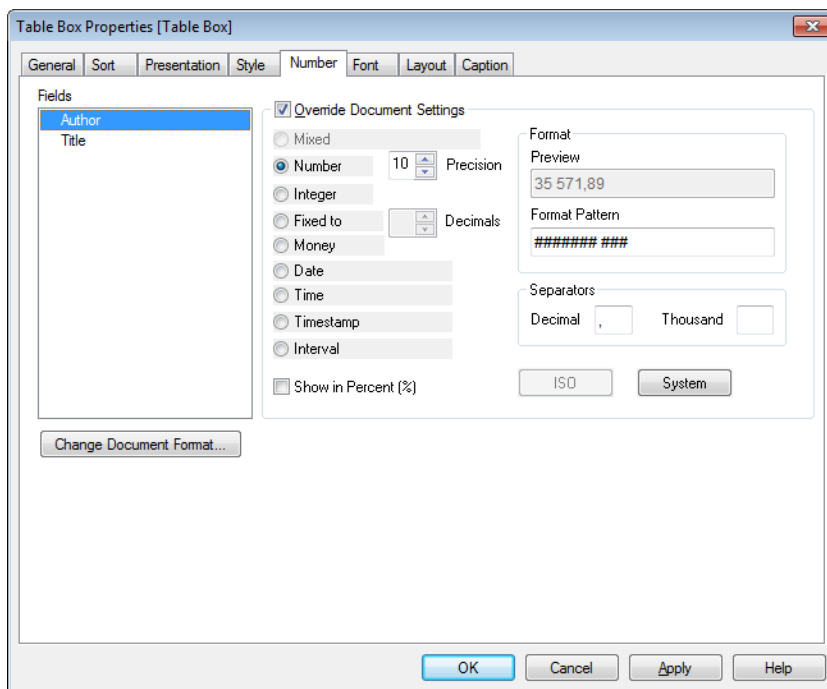 Table Box Properties [Table Box]
General Sort Presentation Style Number Font Layout Caption
Fields
Author
Title
Override Document Settings
Mixed
Number 10 Precision
Integer
Fixed to Decimals
Money
Date
Time
Timestamp
Interval
Show in Percent (%)
Format
Preview
35 571,89
Format Pattern
####### ###
Separators
Decimal , Thousand
ISO System
Change Document Format...
OK Cancel Apply Help